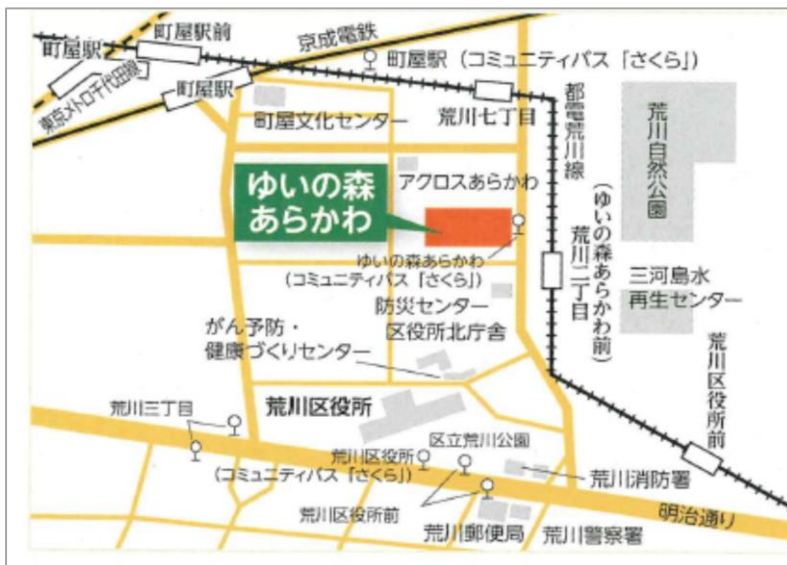 町屋駅
町屋駅前
京成電鉄
町屋駅(コミュニティバス「さくら」)
東京メトロ千代田線
町屋駅
町屋文化センター
荒川七丁目
都電荒川線
荒川自然公園
アクロスあらかわ
ゆいの森
あらかわ
ゆいの森あらかわ
(コミュニティバス「さくら」)
荒川二丁目
(ゆいの森あらかわ前)
三河島水
再生センター
防災センター
区役所北庁舎
がん予防・
健康づくりセンター
荒川区役所前
荒川区役所
荒川三丁目
区立荒川公園
荒川区役所
(コミュニティバス「さくら」)
荒川消防署
荒川区役所前
荒川郵便局
荒川警察署
明治通り